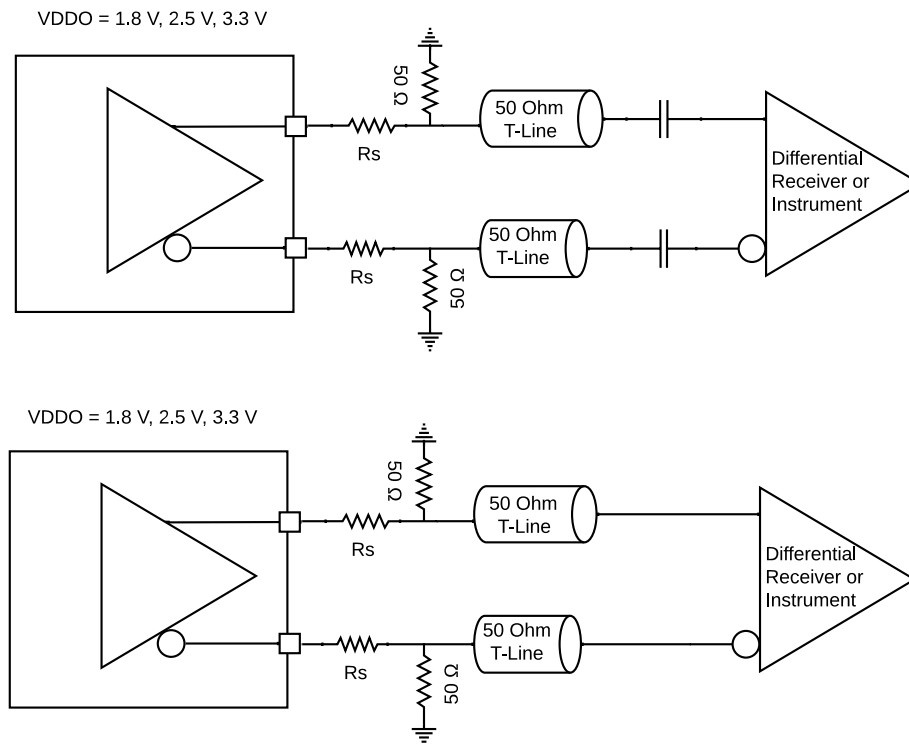 VDDO = 1.8 V, 2.5 V, 3.3 V
50 Ω
Rs
50 Ohm
T-Line
Differential
Receiver or
Instrument
50 Ohm
T-Line
Rs
50 Ω
VDDO = 1.8 V, 2.5 V, 3.3 V
50 Ω
Rs
50 Ohm
T-Line
Differential
Receiver or
Instrument
50 Ohm
T-Line
Rs
50 Ω